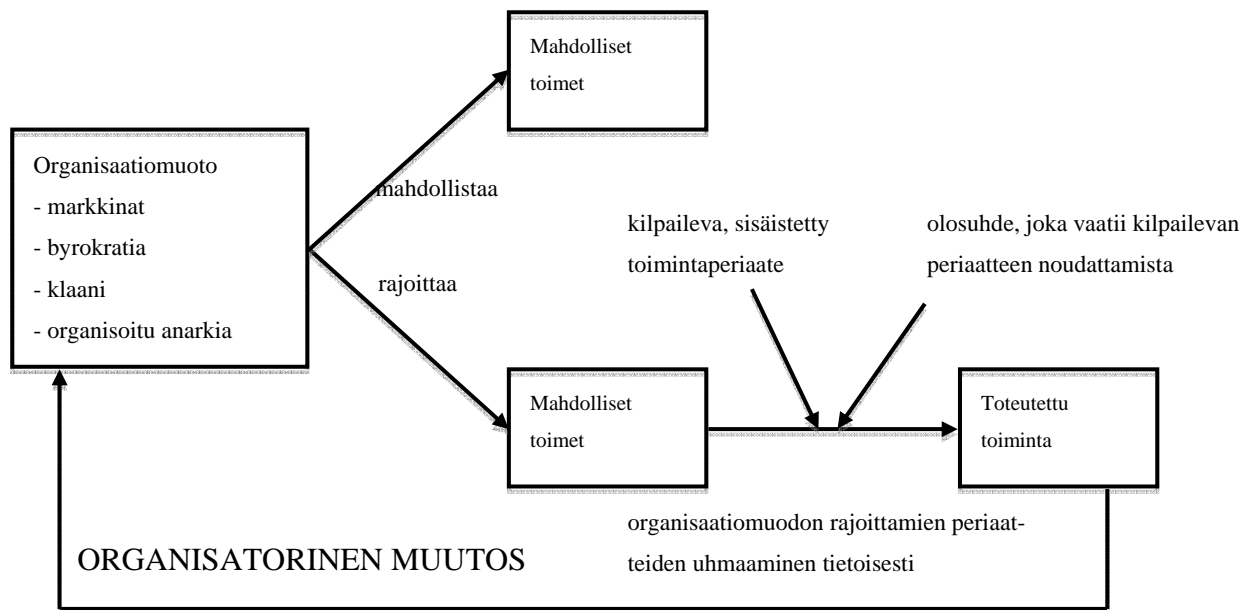 Mahdolliset
toimet
Organisaatiomuoto
- markkinat
- byrokratia
- klaani
- organisoitu anarkia
mahdollistaa
rajoittaa
kilpaileva, sisäistetty
toimintaperiaate
olosuhde, joka vaatii kilpailevan
periaatteen noudattamista
Mahdolliset
toimet
Toteutettu
toiminta
organisaatiomuodon rajoittamien periaat-
teiden uhmaaminen tietoisesti
ORGANISATORINEN MUUTOS